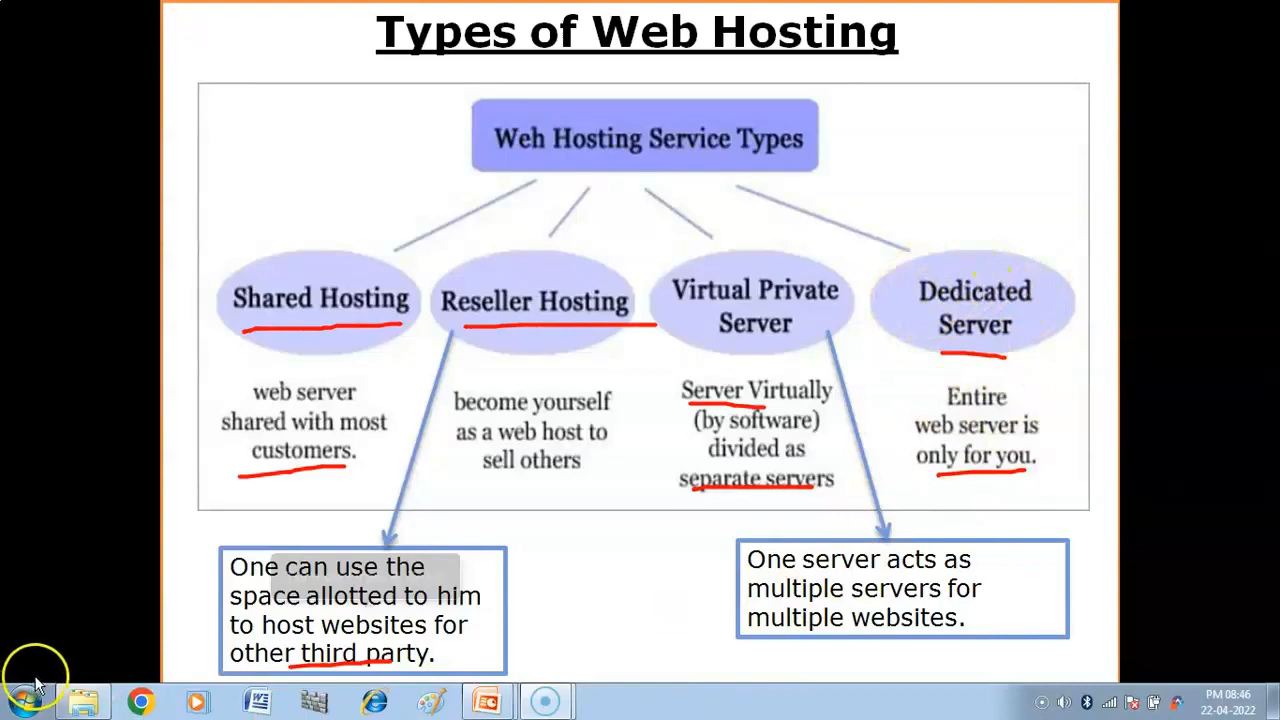 Types of Web Hosting
Weh Hosting Service Types
Shared Hosting
web server
shared with most
customers.
Reseller Hosting
become yourself
as a web host to
sell others
Virtual Private
Server
Server Virtually
(by software)
divided as
separate servers
Dedicated
Server
Entire
web server is
only for you.
One can use the
space allotted to him
to host websites for
other third party.
One server acts as
multiple servers for
multiple websites.
PM 08:46
22-04-2022